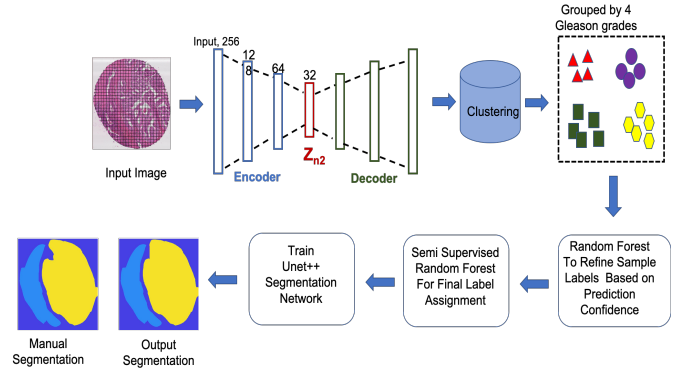 Grouped by 4
Gleason grades
Input, 256
12
8
64
32
Clustering
Input Image
Encoder
Zn2
Decoder
Train
Unet++
Segmentation
Network
Semi Supervised
Random Forest
For Final Label
Assignment
Random Forest
To Refine Sample
Labels Based on
Prediction
Confidence
Manual
Segmentation
Output
Segmentation